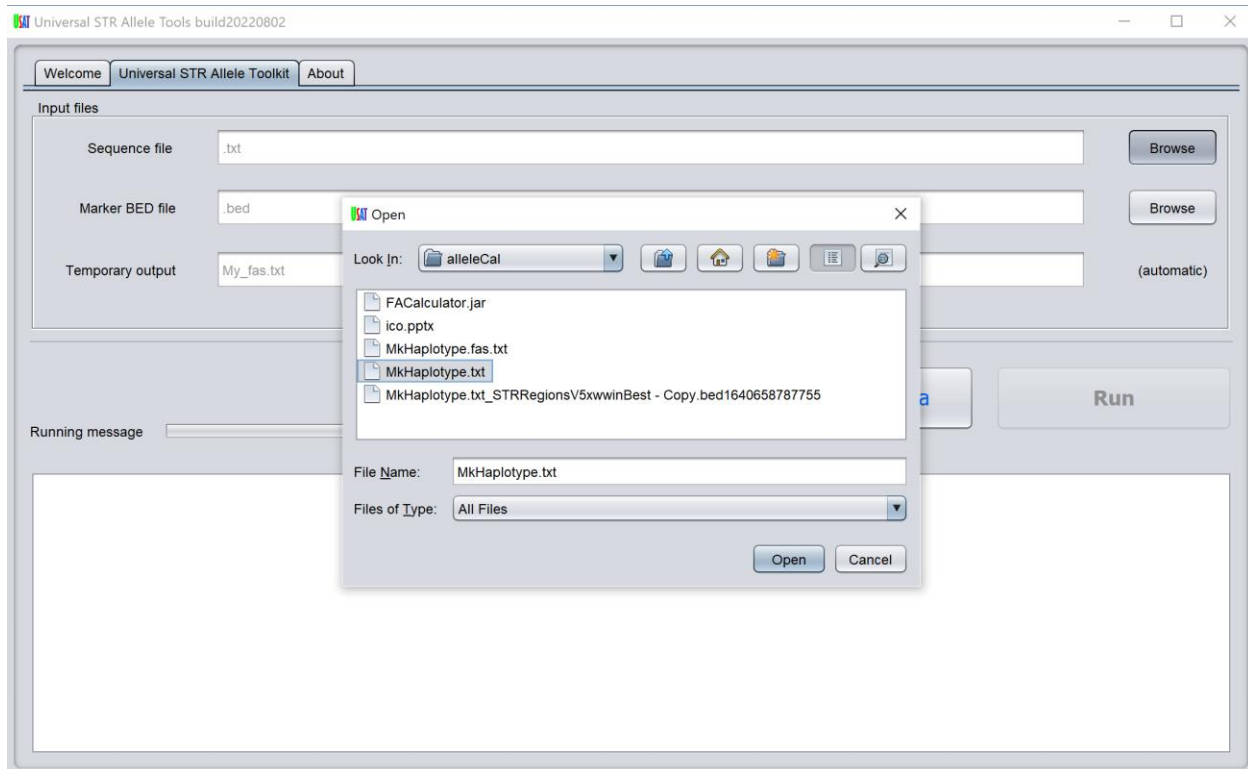 USAT Universal STR Allele Tools build20220802
Welcome Universal STR Allele Toolkit About
Input files
Sequence file .txt Browse
Marker BED file .bed Browse
Temporary output My_fas.txt (automatic)
USAT Open
Look In: alleleCal
FACalculator.jar
ico.pptx
MkHaplotype.fas.txt
MkHaplotype.txt
MkHaplotype.txt_STRRegionsV5xwwinBest - Copy.bed1640658787755
File Name: MkHaplotype.txt
Files of Type: All Files
Open Cancel
Run
Running message